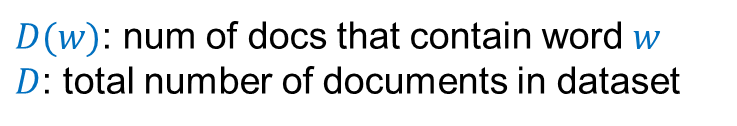 D(w): num of docs that contain word w
D: total number of documents in dataset